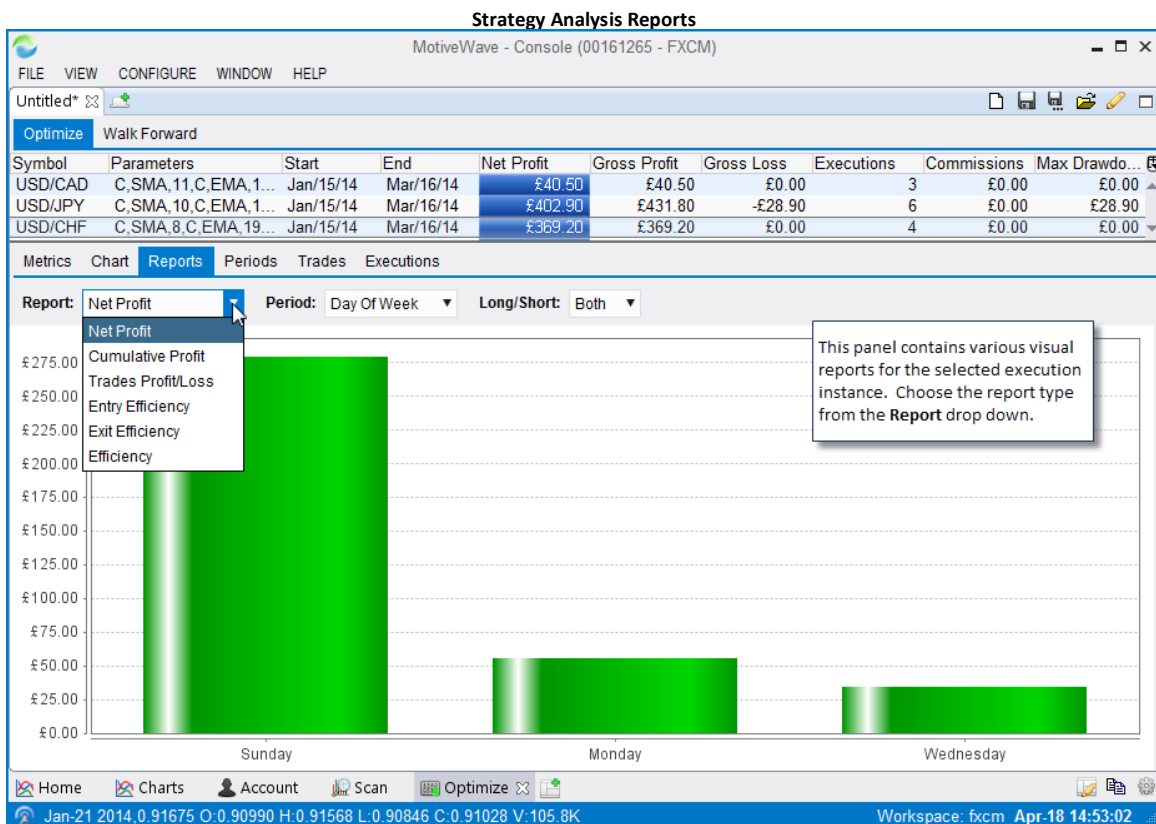 Strategy Analysis Reports
MotiveWave - Console (00161265 - FXCM)
FILE VIEW CONFIGURE WINDOW HELP
Untitled*
Optimize Walk Forward
Symbol Parameters Start End Net Profit Gross Profit Gross Loss Executions Commissions Max Drawdo...
USD/CAD C,SMA,11,C,EMA,1... Jan/15/14 Mar/16/14 £40.50 £40.50 £0.00 3 £0.00 £0.00
USD/JPY C,SMA,10,C,EMA,1... Jan/15/14 Mar/16/14 £402.90 £431.80 -£28.90 6 £0.00 £28.90
USD/CHF C,SMA,8,C,EMA,19... Jan/15/14 Mar/16/14 £369.20 £369.20 £0.00 4 £0.00 £0.00
Metrics Chart Reports Periods Trades Executions
Report: Net Profit Period: Day Of Week Long/Short: Both
Net Profit
Cumulative Profit
Trades Profit/Loss
Entry Efficiency
Exit Efficiency
Efficiency
This panel contains various visual
reports for the selected execution
instance. Choose the report type
from the Report drop down.
£275.00
£250.00
£225.00
£200.00
£175.00
£150.00
£125.00
£100.00
£75.00
£50.00
£25.00
£0.00
Sunday Monday Wednesday
Home Charts Account Scan Optimize
Jan-21 2014,0.91675 O:0.90990 H:0.91568 L:0.90846 C:0.91028 V:105.8K Workspace: fxcm Apr-18 14:53:02